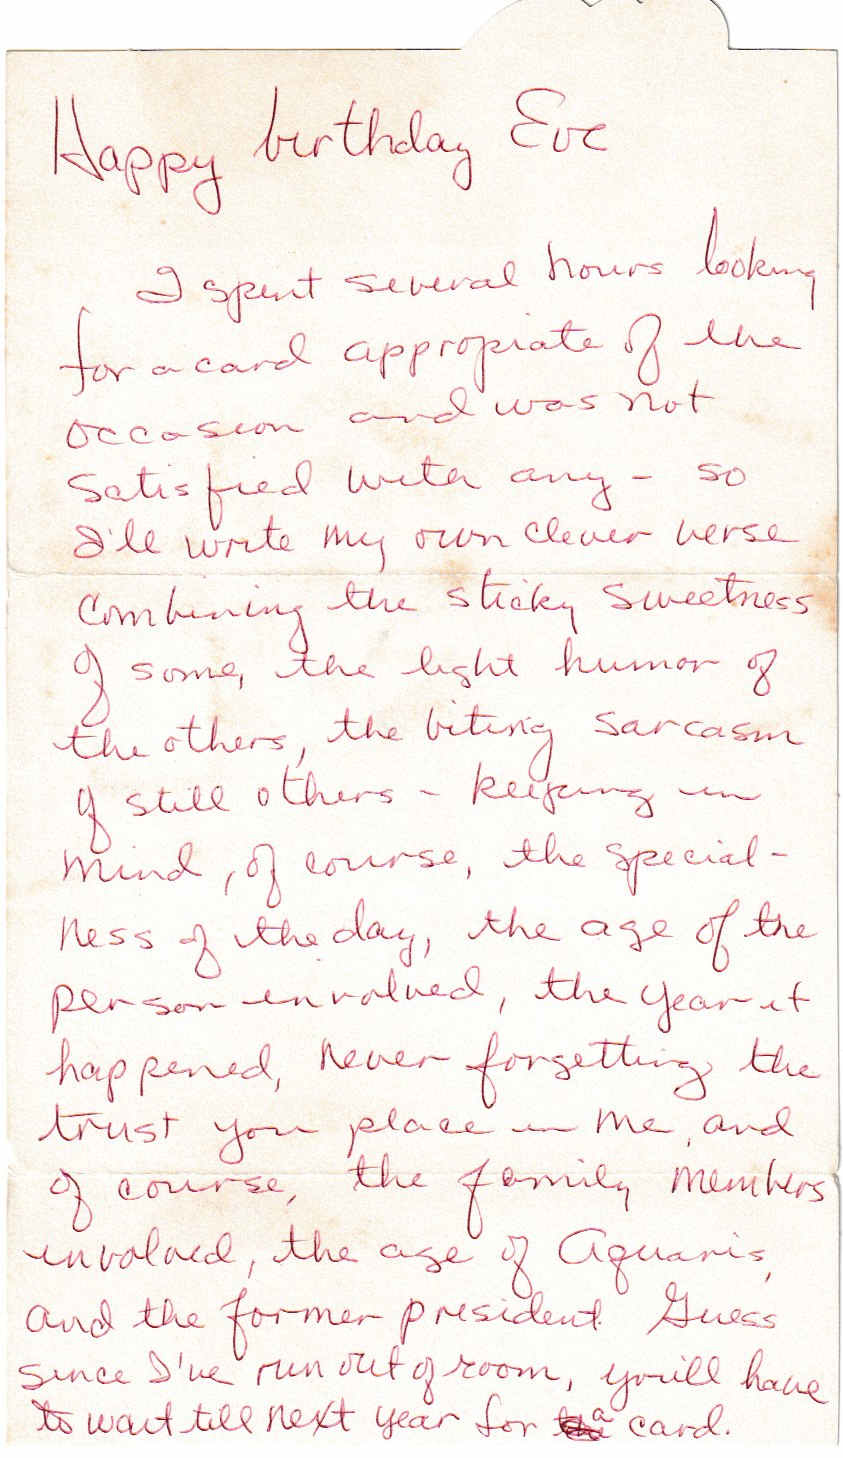 Happy birthday Eve
I spent several hours looking
for a card appropiate of the
occasion and was not
satisfied with any - so
I'll write my own clever verse
combining the sticky sweetness
of some, the light humor of
the others, the biting sarcasm
of still others - keeping in
mind, of course, the special-
ness of the day, the age of the
person involved, the year it
happened, never forgetting the
trust you place in me, and
of course, the family members
involved, the age of Aquaris,
and the former president. Guess
since I've run out of room, you'll have
to wait till next year for a card.